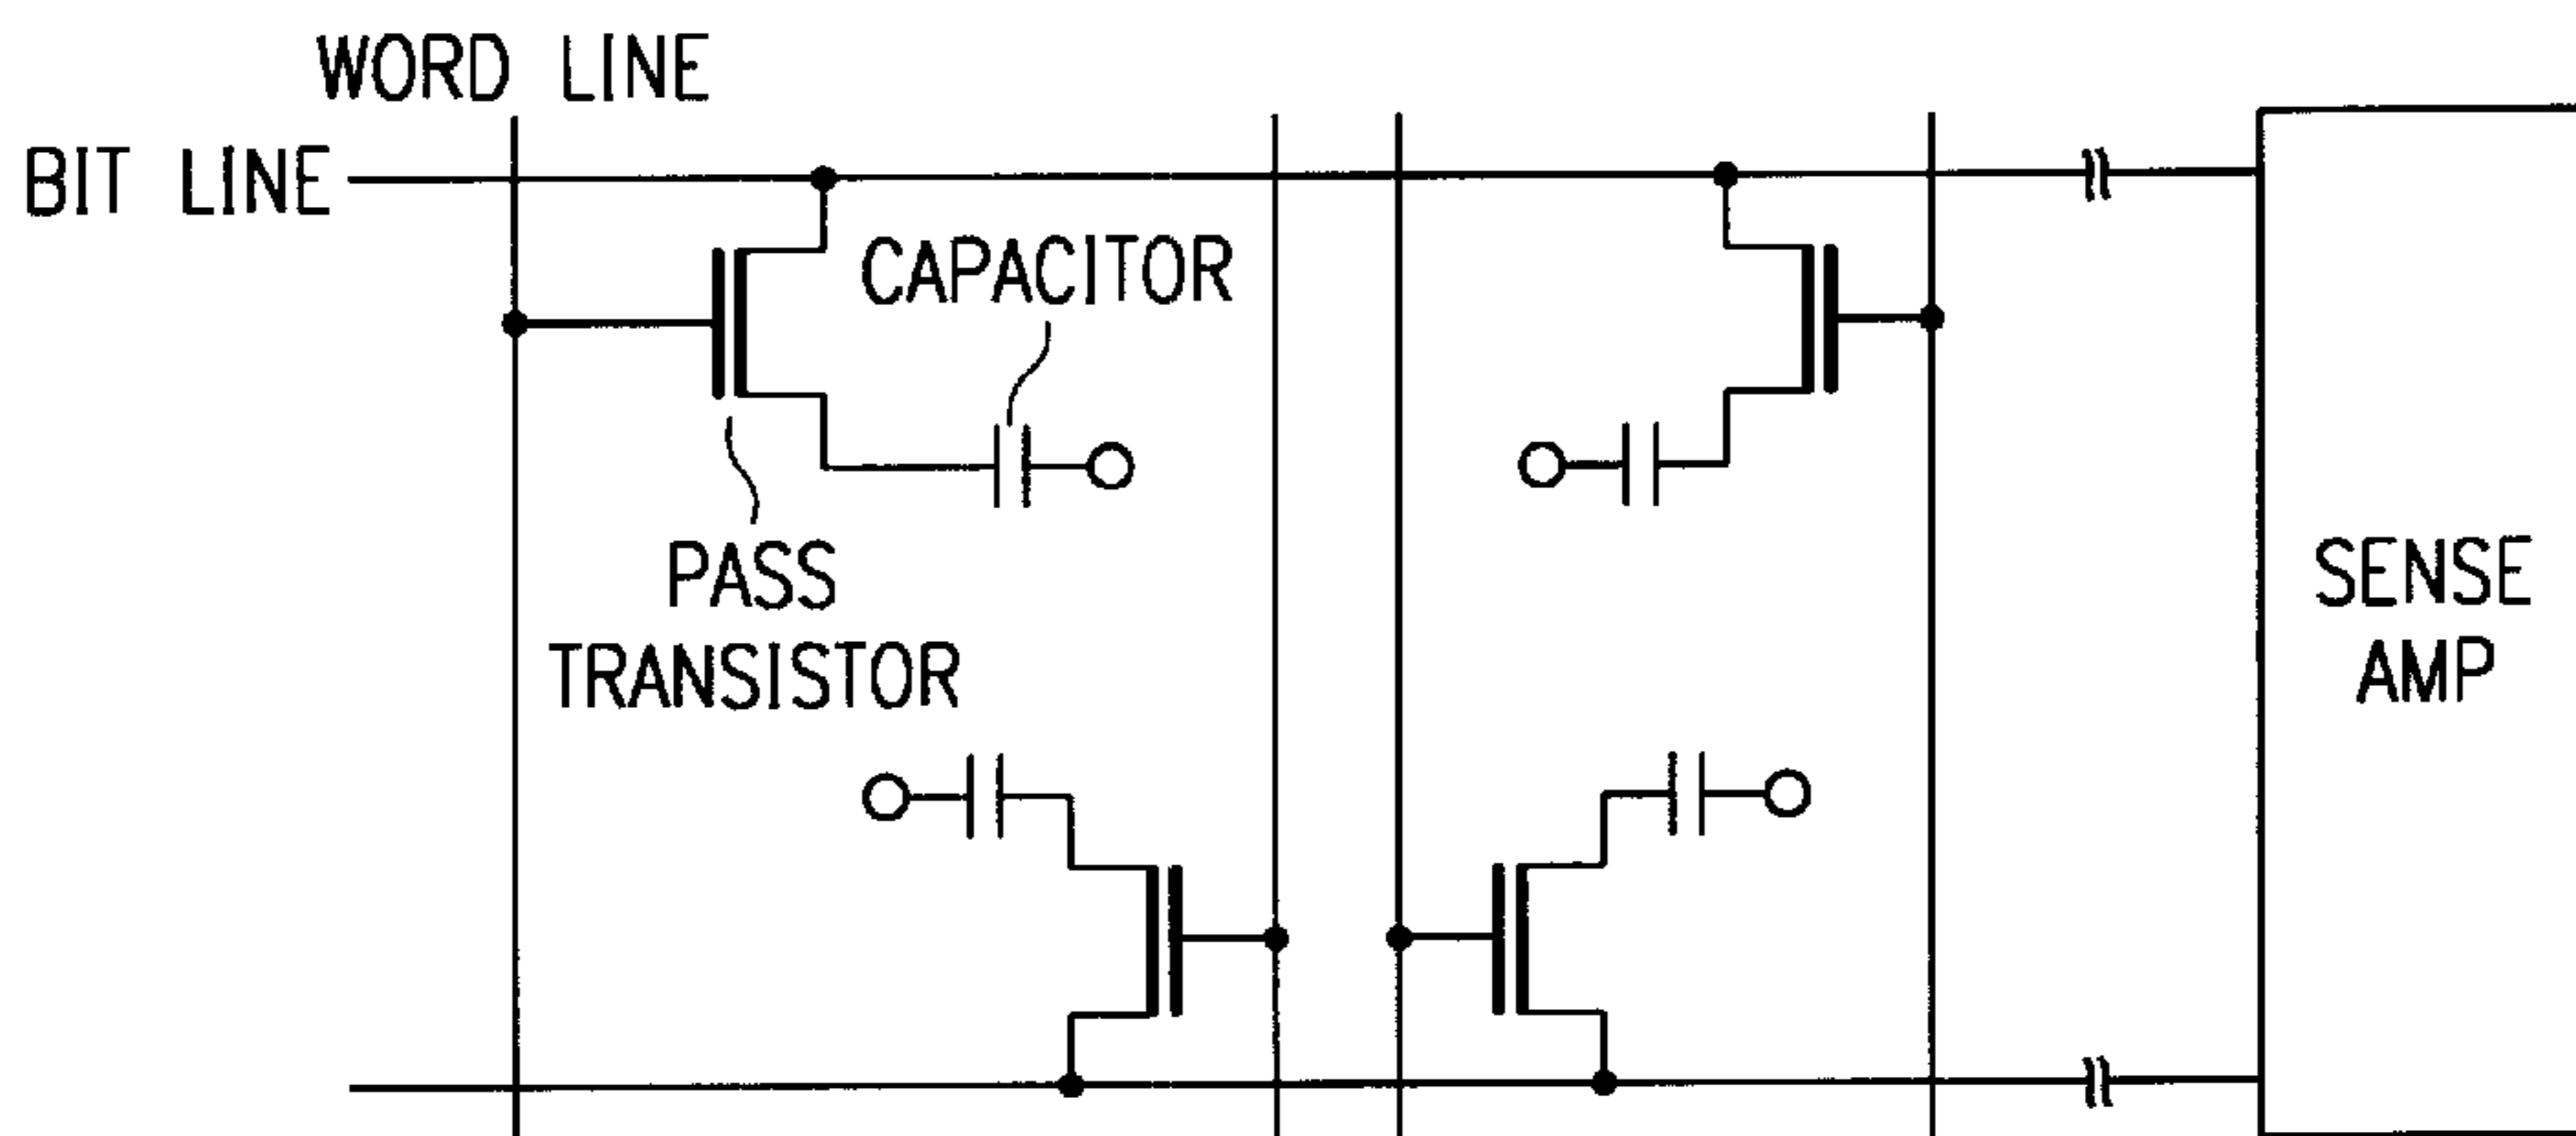 WORD LINE
BIT LINE
CAPACITOR
PASS
TRANSISTOR
SENSE
AMP